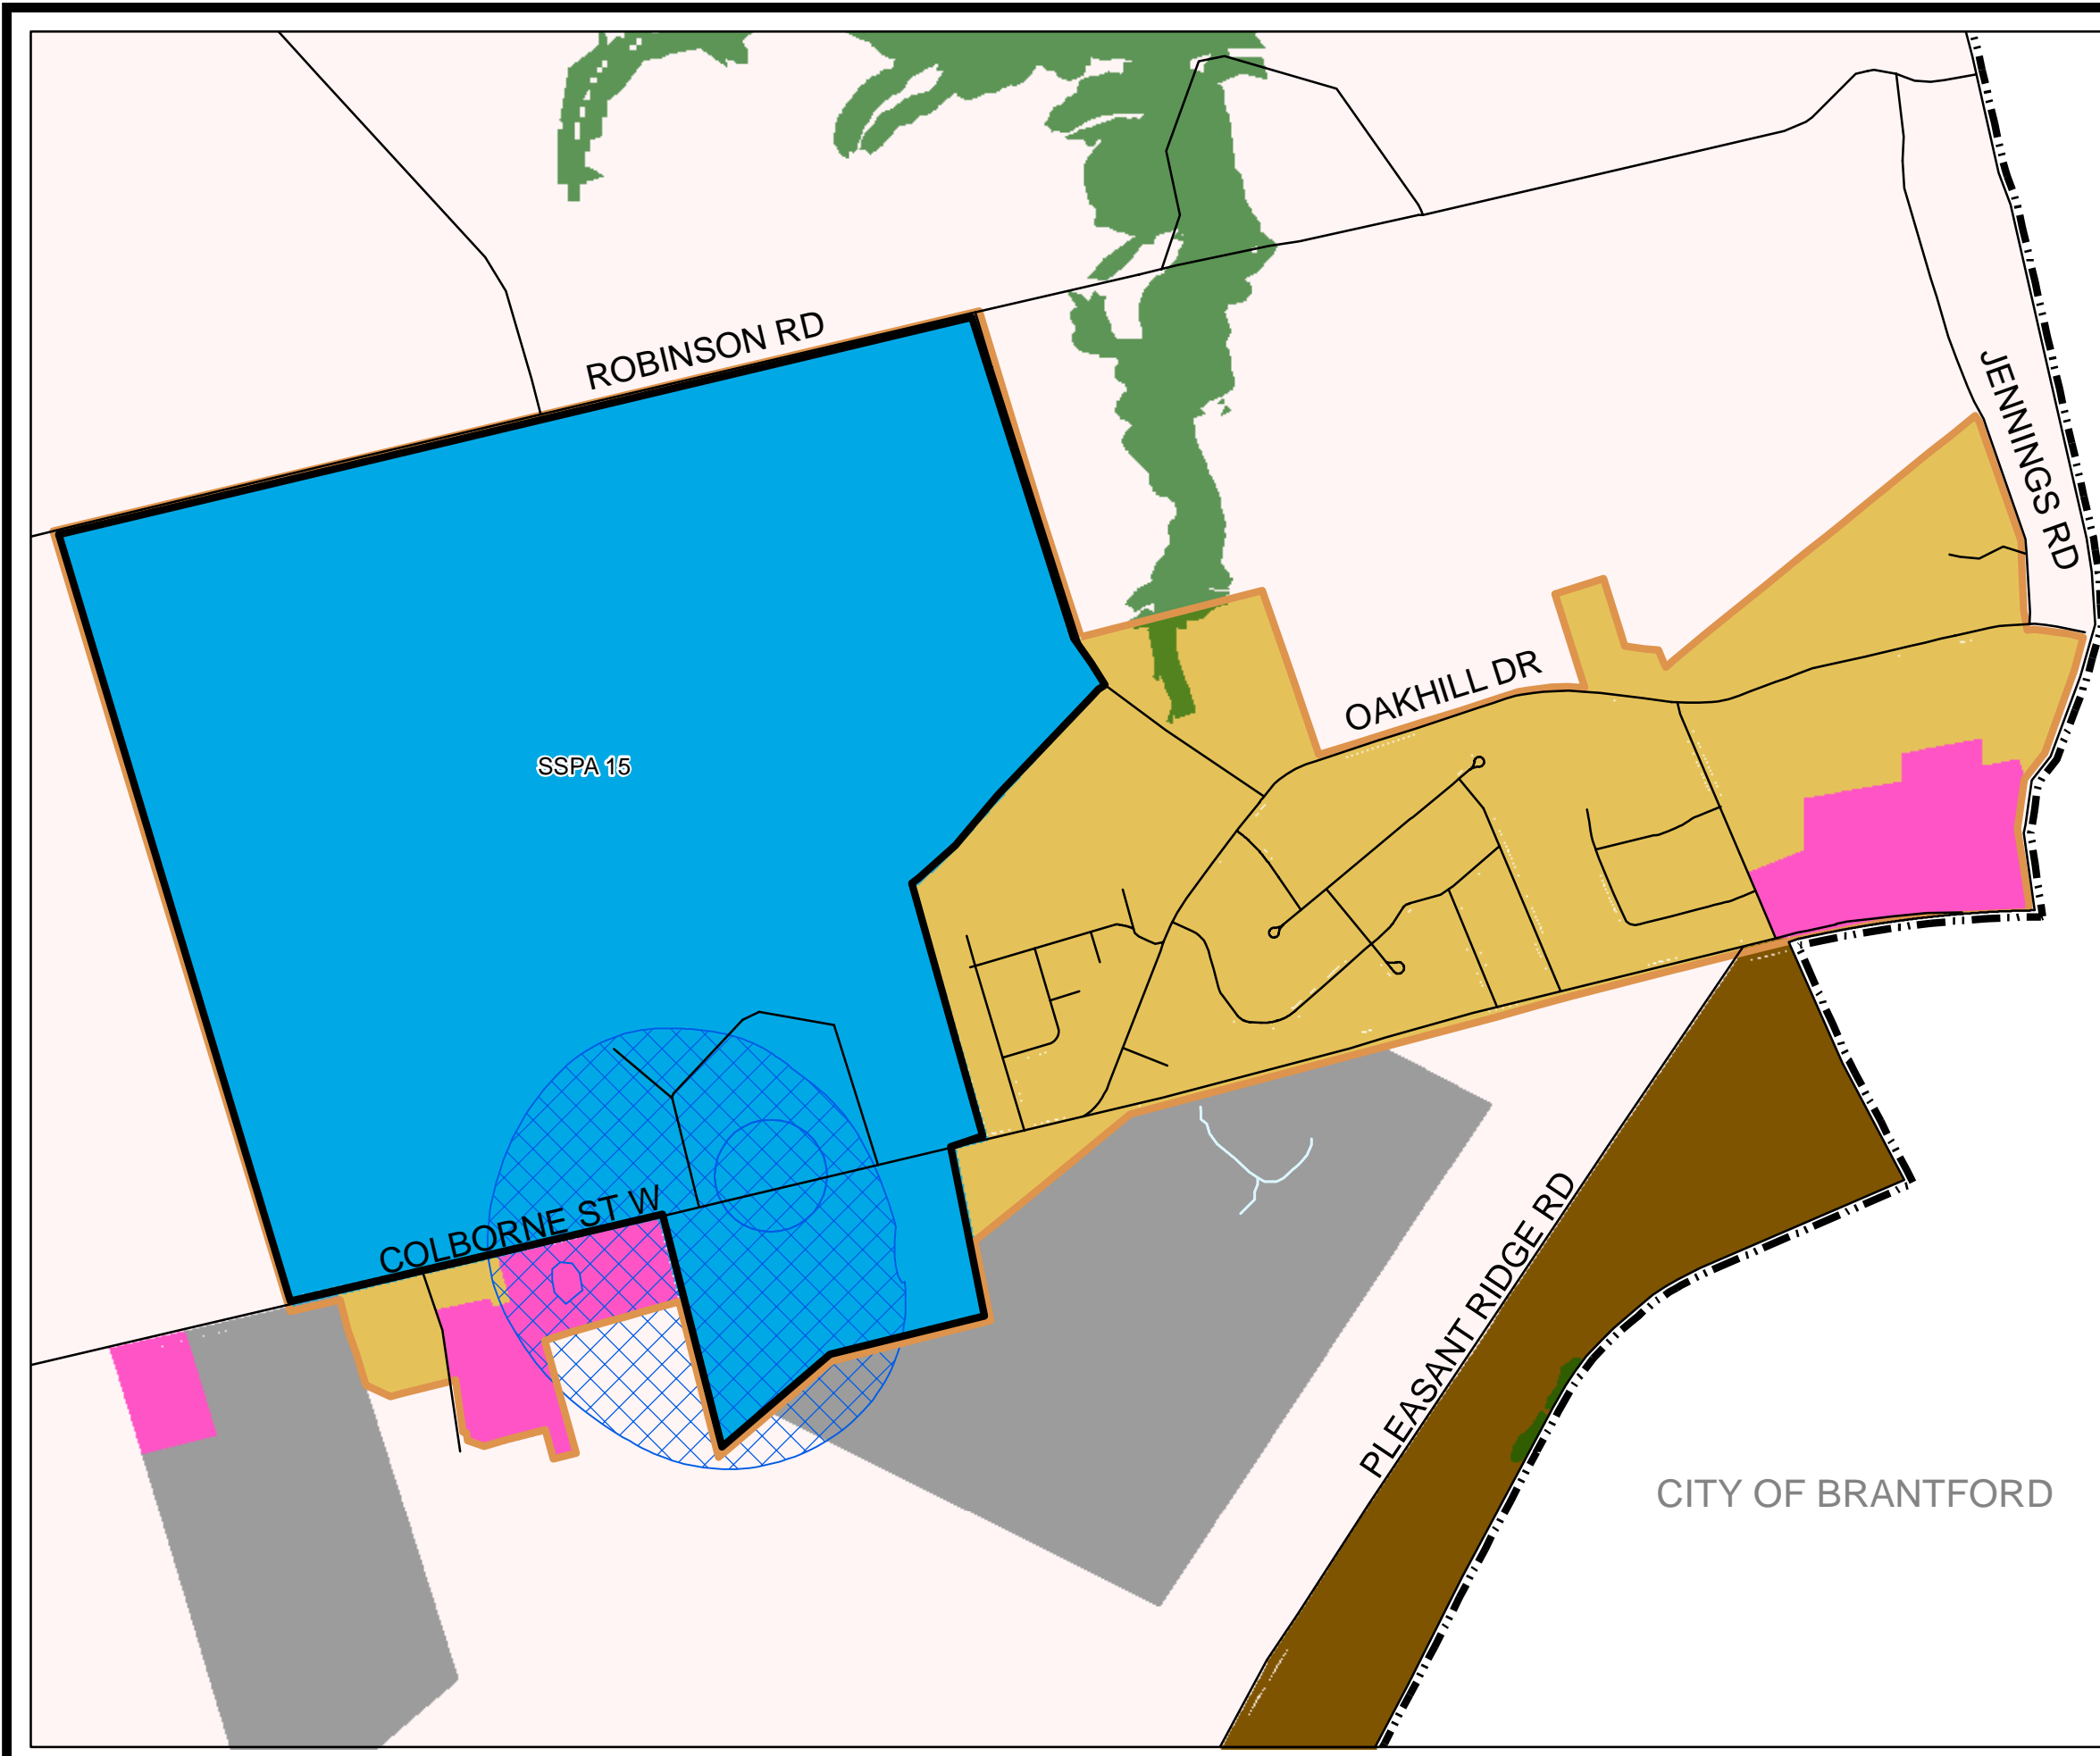 ROBINSON RD
JENNINGS RD
OAKHILL DR
SSPA 15
COLBORNE ST W
PLEASANT RIDGE RD
CITY OF BRANTFORD